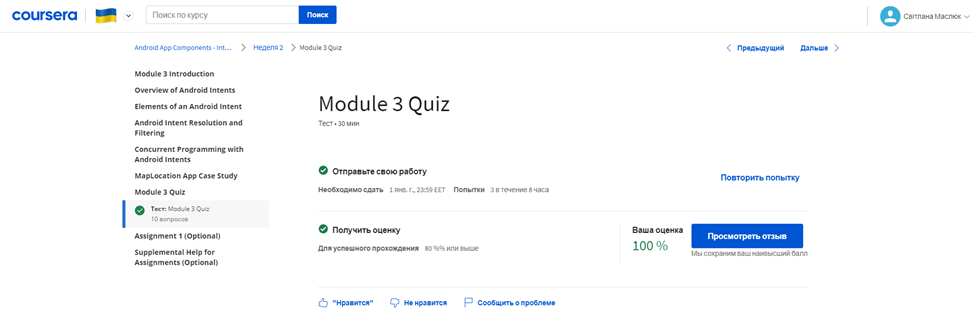 coursera
Поиск по курсу
Поиск
Світлана Маслюк
Android App Components - Int…
Неделя 2
Module 3 Quiz
Предыдущий
Дальше
Module 3 Introduction
Overview of Android Intents
Elements of an Android Intent
Android Intent Resolution and
Filtering
Concurrent Programming with
Android Intents
MapLocation App Case Study
Module 3 Quiz
Тест: Module 3 Quiz
10 вопросов
Assignment 1 (Optional)
Supplemental Help for
Assignments (Optional)
Module 3 Quiz
Тест • 30 мин
Отправьте свою работу
Необходимо сдать 1 янв. г., 23:59 EET Попытки 3 в течение 8 часа
Повторить попытку
Получить оценку
Для успешного прохождения 80 %% или выше
Ваша оценка
100 %
Просмотреть отзыв
Мы сохраним ваш наивысший балл
"Нравится"
Не нравится
Сообщить о проблеме